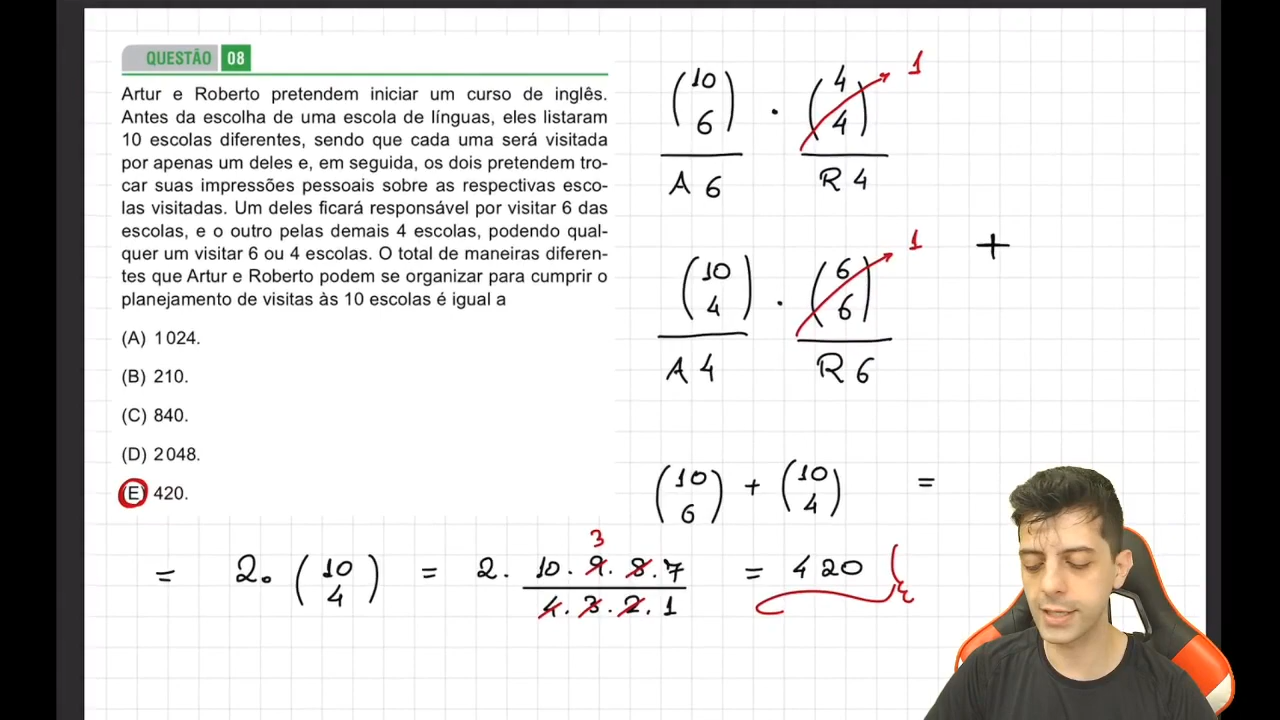 QUESTÃO 08
Artur e Roberto pretendem iniciar um curso de inglês.
Antes da escolha de uma escola de línguas, eles listaram
10 escolas diferentes, sendo que cada uma será visitada
por apenas um deles e, em seguida, os dois pretendem tro-
car suas impressões pessoais sobre as respectivas esco-
las visitadas. Um deles ficará responsável por visitar 6 das
escolas, e o outro pelas demais 4 escolas, podendo qual-
quer um visitar 6 ou 4 escolas. O total de maneiras diferen-
tes que Artur e Roberto podem se organizar para cumprir o
planejamento de visitas às 10 escolas é igual a
(A) 1 024.
(B) 210.
(C) 840.
(D) 2 048.
(E) 420.
(10 6) · (4 4) 1
A 6 R 4
+
(10 4) · (6 6) 1
A 4 R 6
(10 6) + (10 4) =
3
= 2. (10 4) = 2. 10. 9. 8. 7 = 420
4. 3. 2. 1